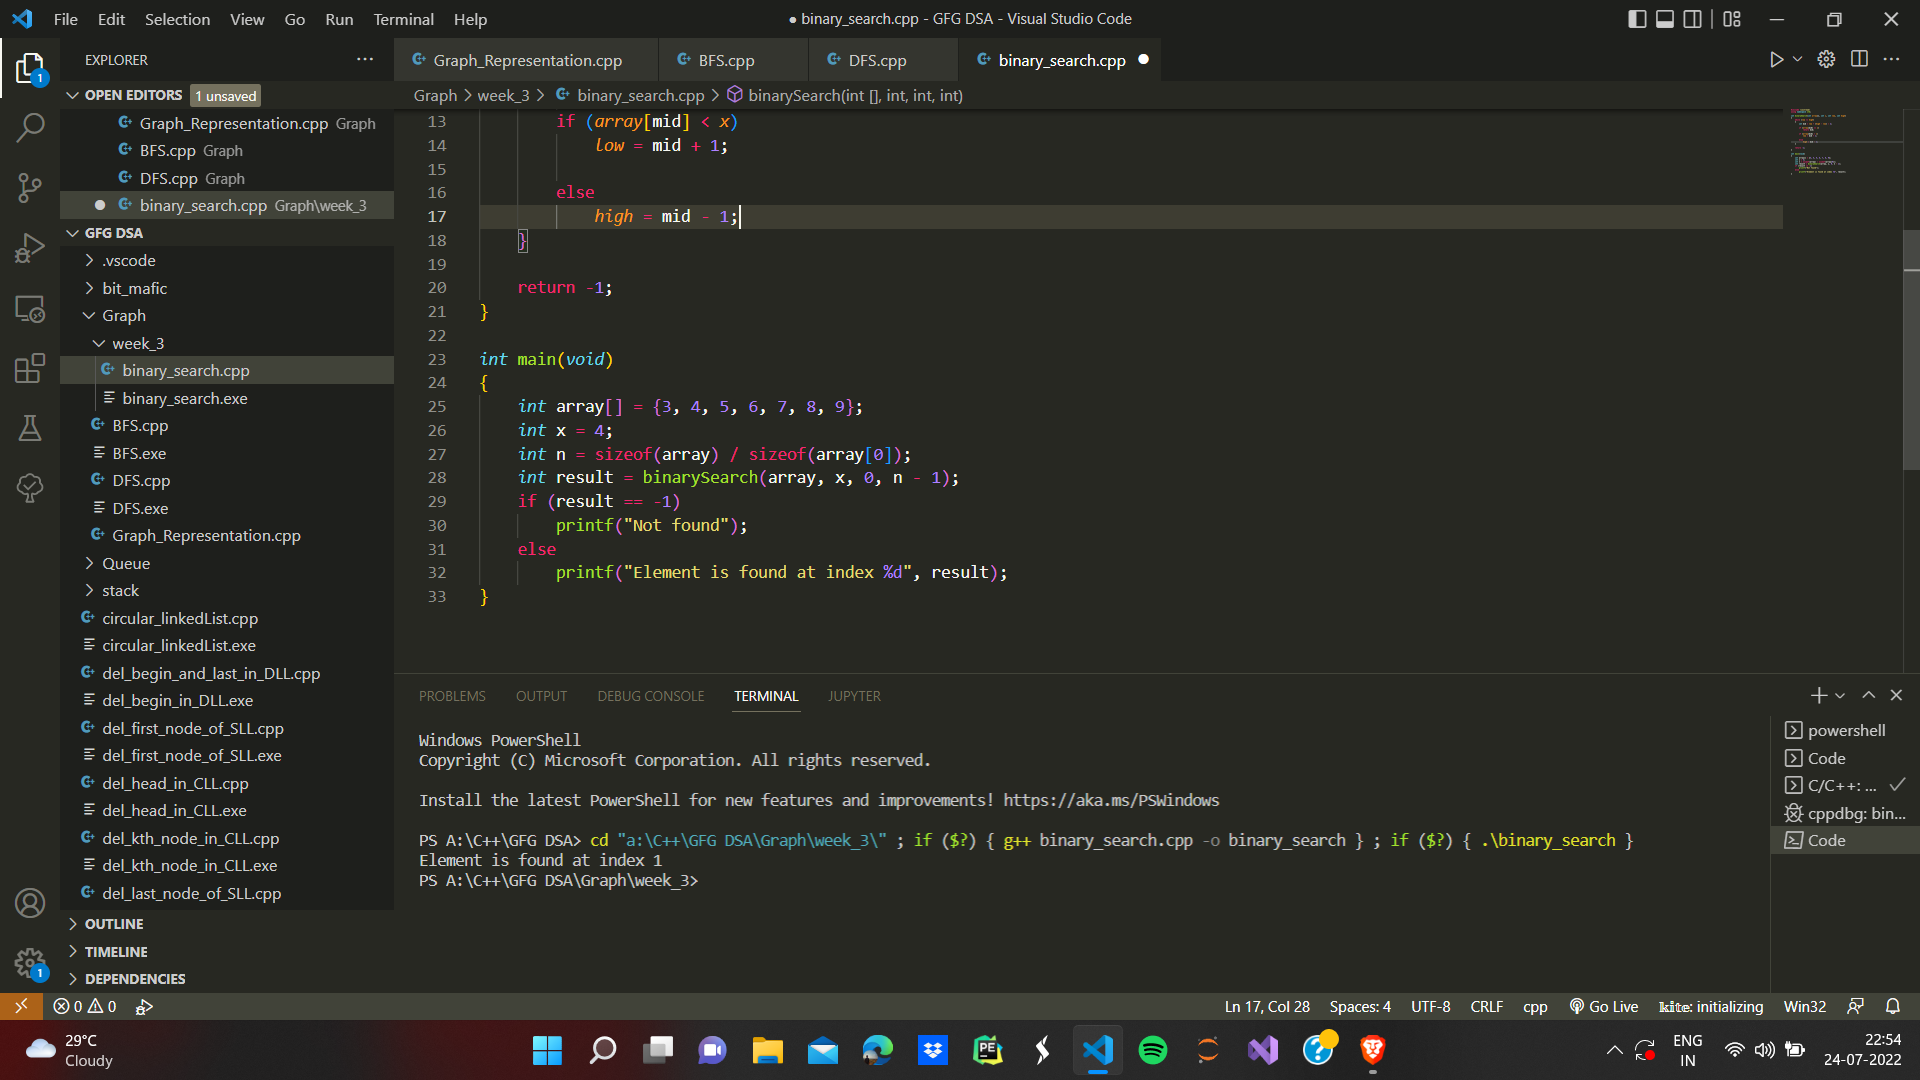 File Edit Selection View Go Run Terminal Help
● binary_search.cpp - GFG DSA - Visual Studio Code
EXPLORER
OPEN EDITORS 1 unsaved
Graph_Representation.cpp Graph
BFS.cpp Graph
DFS.cpp Graph
binary_search.cpp Graph\week_3
GFG DSA
.vscode
bit_mafic
Graph
week_3
binary_search.cpp
binary_search.exe
BFS.cpp
BFS.exe
DFS.cpp
DFS.exe
Graph_Representation.cpp
Queue
stack
circular_linkedList.cpp
circular_linkedList.exe
del_begin_and_last_in_DLL.cpp
del_begin_in_DLL.exe
del_first_node_of_SLL.cpp
del_first_node_of_SLL.exe
del_head_in_CLL.cpp
del_head_in_CLL.exe
del_kth_node_in_CLL.cpp
del_kth_node_in_CLL.exe
del_last_node_of_SLL.cpp
OUTLINE
TIMELINE
DEPENDENCIES
1
1
Graph_Representation.cpp BFS.cpp DFS.cpp binary_search.cpp
Graph > week_3 > binary_search.cpp > binarySearch(int [], int, int, int)
13 if (array[mid] < x)
14 low = mid + 1;
15
16 else
17 high = mid - 1;
18 }
19
20 return -1;
21 }
22
23 int main(void)
24 {
25 int array[] = {3, 4, 5, 6, 7, 8, 9};
26 int x = 4;
27 int n = sizeof(array) / sizeof(array[0]);
28 int result = binarySearch(array, x, 0, n - 1);
29 if (result == -1)
30 printf("Not found");
31 else
32 printf("Element is found at index %d", result);
33 }
PROBLEMS OUTPUT DEBUG CONSOLE TERMINAL JUPYTER
Windows PowerShell
Copyright (C) Microsoft Corporation. All rights reserved.
Install the latest PowerShell for new features and improvements! https://aka.ms/PSWindows
PS A:\C++\GFG DSA> cd "a:\C++\GFG DSA\Graph\week_3\" ; if ($?) { g++ binary_search.cpp -o binary_search } ; if ($?) { .\binary_search }
Element is found at index 1
PS A:\C++\GFG DSA\Graph\week_3>
powershell
Code
C/C++: ...
cppdbg: bin...
Code
0 0
Ln 17, Col 28 Spaces: 4 UTF-8 CRLF cpp Go Live kite: initializing Win32
29°C
Cloudy
PE
ENG
IN
22:54
24-07-2022